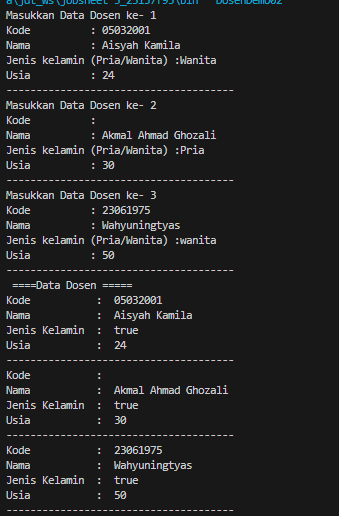 Masukkan Data Dosen ke- 1
Kode : 05032001
Nama : Aisyah Kamila
Jenis kelamin (Pria/Wanita) :Wanita
Usia : 24
--------------------------------------
Masukkan Data Dosen ke- 2
Kode :
Nama : Akmal Ahmad Ghozali
Jenis kelamin (Pria/Wanita) :Pria
Usia : 30
--------------------------------------
Masukkan Data Dosen ke- 3
Kode : 23061975
Nama : Wahyuningtyas
Jenis kelamin (Pria/Wanita) :wanita
Usia : 50
--------------------------------------
====Data Dosen =====
Kode : 05032001
Nama : Aisyah Kamila
Jenis Kelamin : true
Usia : 24
--------------------------------------
Kode :
Nama : Akmal Ahmad Ghozali
Jenis Kelamin : true
Usia : 30
--------------------------------------
Kode : 23061975
Nama : Wahyuningtyas
Jenis Kelamin : true
Usia : 50
--------------------------------------